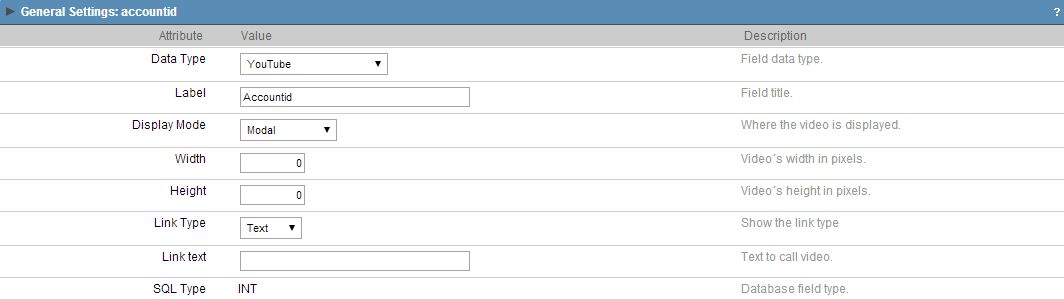 General Settings: accountid ?
Attribute Value Description
Data Type YouTube Field data type.
Label Accountid Field title.
Display Mode Modal Where the video is displayed.
Width 0 Video´s width in pixels.
Height 0 Video´s height in pixels.
Link Type Text Show the link type
Link text Text to call video.
SQL Type INT Database field type.